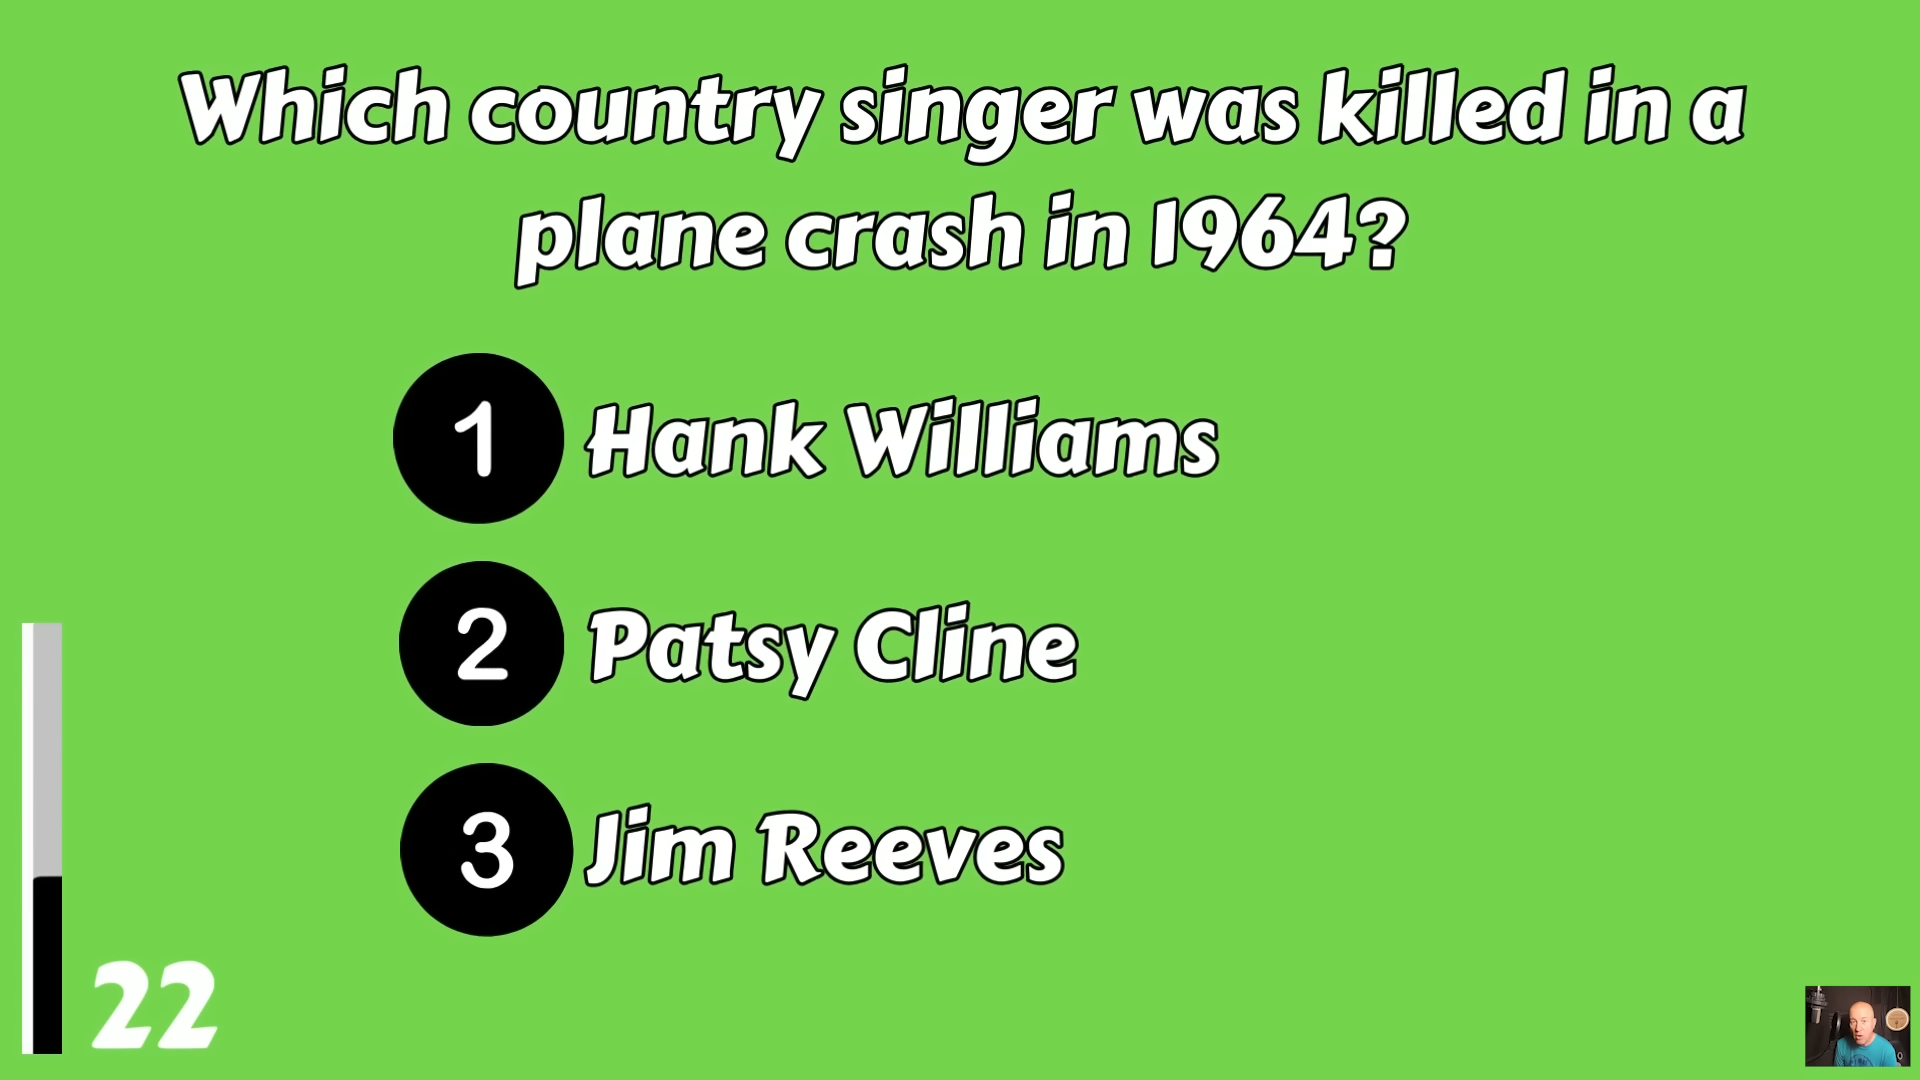 Which country singer was killed in a
plane crash in 1964?
1 Hank Williams
2 Patsy Cline
3 Jim Reeves
22